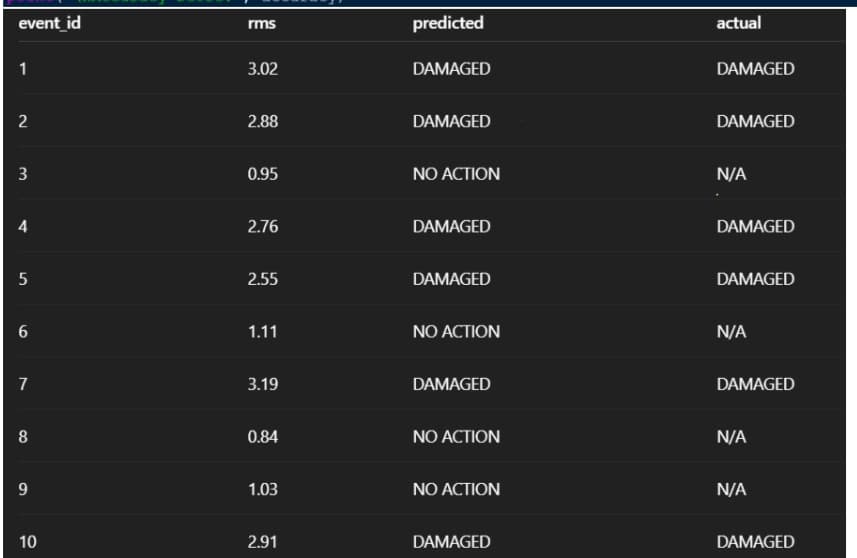 event_id rms predicted actual
1 3.02 DAMAGED DAMAGED
2 2.88 DAMAGED DAMAGED
3 0.95 NO ACTION N/A
4 2.76 DAMAGED DAMAGED
5 2.55 DAMAGED DAMAGED
6 1.11 NO ACTION N/A
7 3.19 DAMAGED DAMAGED
8 0.84 NO ACTION N/A
9 1.03 NO ACTION N/A
10 2.91 DAMAGED DAMAGED